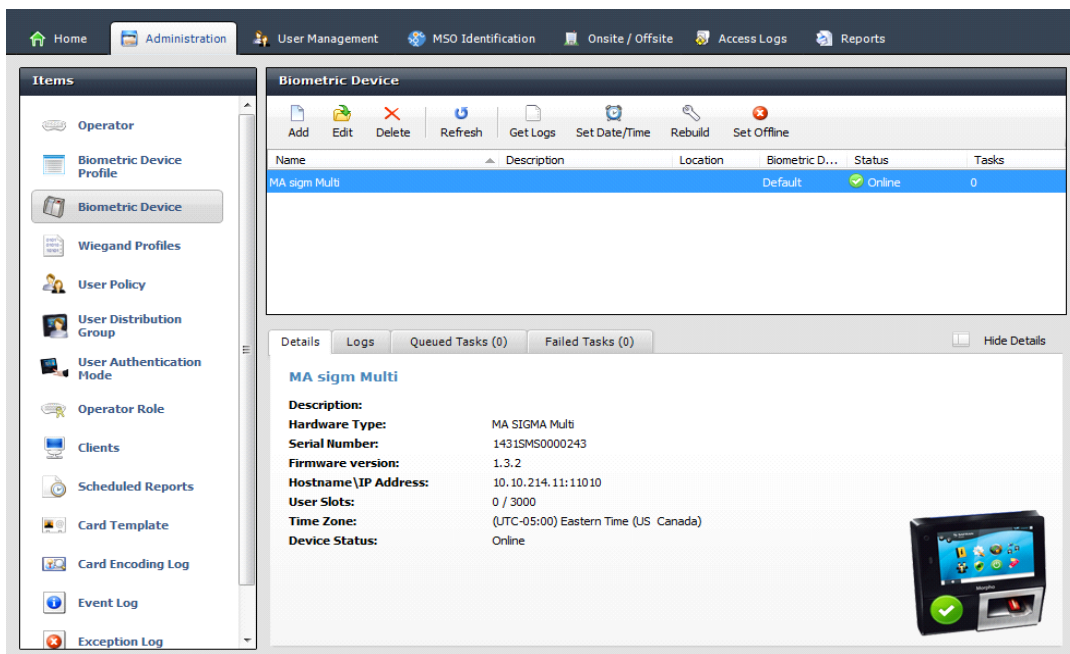 Home Administration User Management MSO Identification Onsite / Offsite Access Logs Reports
Items
Operator
Biometric Device
Profile
Biometric Device
Wiegand Profiles
User Policy
User Distribution
Group
User Authentication
Mode
Operator Role
Clients
Scheduled Reports
Card Template
Card Encoding Log
Event Log
Exception Log
Biometric Device
Add Edit Delete Refresh Get Logs Set Date/Time Rebuild Set Offline
Name Description Location Biometric D... Status Tasks
MA sigm Multi Default Online 0
Details Logs Queued Tasks (0) Failed Tasks (0) Hide Details
MA sigm Multi
Description:
Hardware Type: MA SIGMA Multi
Serial Number: 1431SMS0000243
Firmware version: 1.3.2
Hostname\IP Address: 10.10.214.11:11010
User Slots: 0 / 3000
Time Zone: (UTC-05:00) Eastern Time (US Canada)
Device Status: Online
Morpho